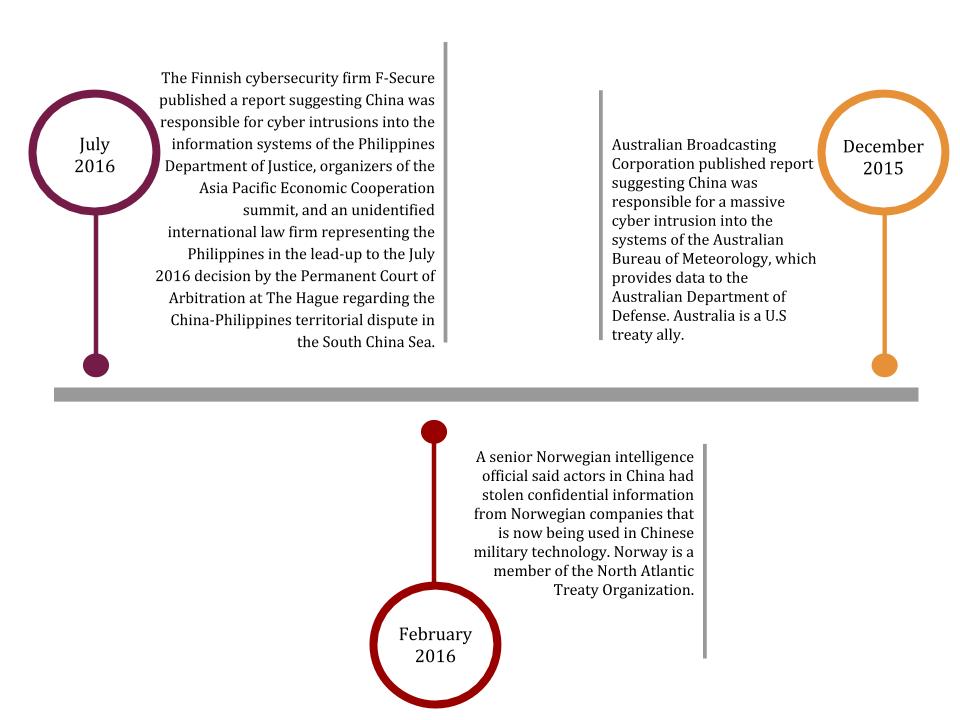 July
2016
The Finnish cybersecurity firm F-Secure
published a report suggesting China was
responsible for cyber intrusions into the
information systems of the Philippines
Department of Justice, organizers of the
Asia Pacific Economic Cooperation
summit, and an unidentified
international law firm representing the
Philippines in the lead-up to the July
2016 decision by the Permanent Court of
Arbitration at The Hague regarding the
China-Philippines territorial dispute in
the South China Sea.
Australian Broadcasting
Corporation published report
suggesting China was
responsible for a massive
cyber intrusion into the
systems of the Australian
Bureau of Meteorology, which
provides data to the
Australian Department of
Defense. Australia is a U.S
treaty ally.
December
2015
A senior Norwegian intelligence
official said actors in China had
stolen confidential information
from Norwegian companies that
is now being used in Chinese
military technology. Norway is a
member of the North Atlantic
Treaty Organization.
February
2016